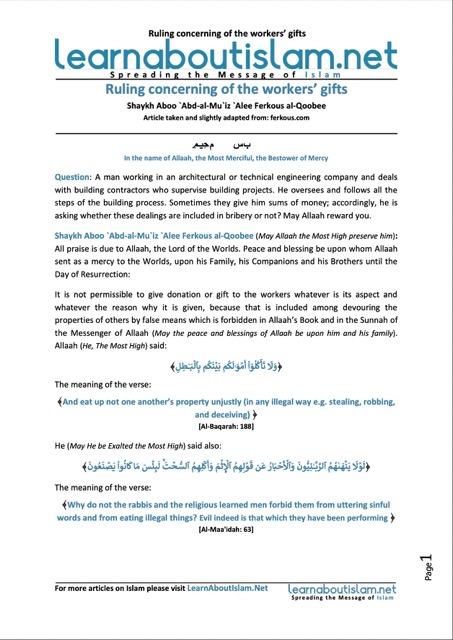 Ruling concerning of the workers’ gifts
learnaboutislam.net
Spreading the Message of Islam
Ruling concerning of the workers’ gifts
Shaykh Aboo `Abd-al-Mu`iz `Alee Ferkous al-Qoobee
Article taken and slightly adapted from: ferkous.com
In the name of Allaah, the Most Merciful, the Bestower of Mercy
Question: A man working in an architectural or technical engineering company and deals
with building contractors who supervise building projects. He oversees and follows all the
steps of the building process. Sometimes they give him sums of money; accordingly, he is
asking whether these dealings are included in bribery or not? May Allaah reward you.
Shaykh Aboo `Abd-al-Mu`iz `Alee Ferkous al-Qoobee (May Allaah the Most High preserve him):
All praise is due to Allaah, the Lord of the Worlds. Peace and blessing be upon whom Allaah
sent as a mercy to the Worlds, upon his Family, his Companions and his Brothers until the
Day of Resurrection:
It is not permissible to give donation or gift to the workers whatever is its aspect and
whatever the reason why it is given, because that is included among devouring the
properties of others by false means which is forbidden in Allaah’s Book and in the Sunnah of
the Messenger of Allaah (May the peace and blessings of Allaah be upon him and his family).
Allaah (He, The Most High) said:
﴿وَلَا تَأْكُلُوٓا۟ أَمْوَٰلَكُم بَيْنَكُم بِٱلْبَـٰطِلِ﴾
The meaning of the verse:
﴾And eat up not one another’s property unjustly (in any illegal way e.g. stealing, robbing,
and deceiving) ﴿
[Al-Baqarah: 188]
He (May He be Exalted the Most High) said also:
﴿لَوْلَا يَنْهَىٰهُمُ ٱلرَّبَّـٰنِيُّونَ وَٱلْأَحْبَارُ عَن قَوْلِهِمُ ٱلْإِثْمَ وَأَكْلِهِمُ ٱلسُّحْتَ ۚ لَبِئْسَ مَا كَانُوا۟ يَصْنَعُونَ﴾
The meaning of the verse:
﴾Why do not the rabbis and the religious learned men forbid them from uttering sinful
words and from eating illegal things? Evil indeed is that which they have been performing ﴿
[Al-Maa'idah: 63]
Page 1
For more articles on Islam please visit LearnAboutIslam.Net
learnaboutislam.net
Spreading the Message of Islam